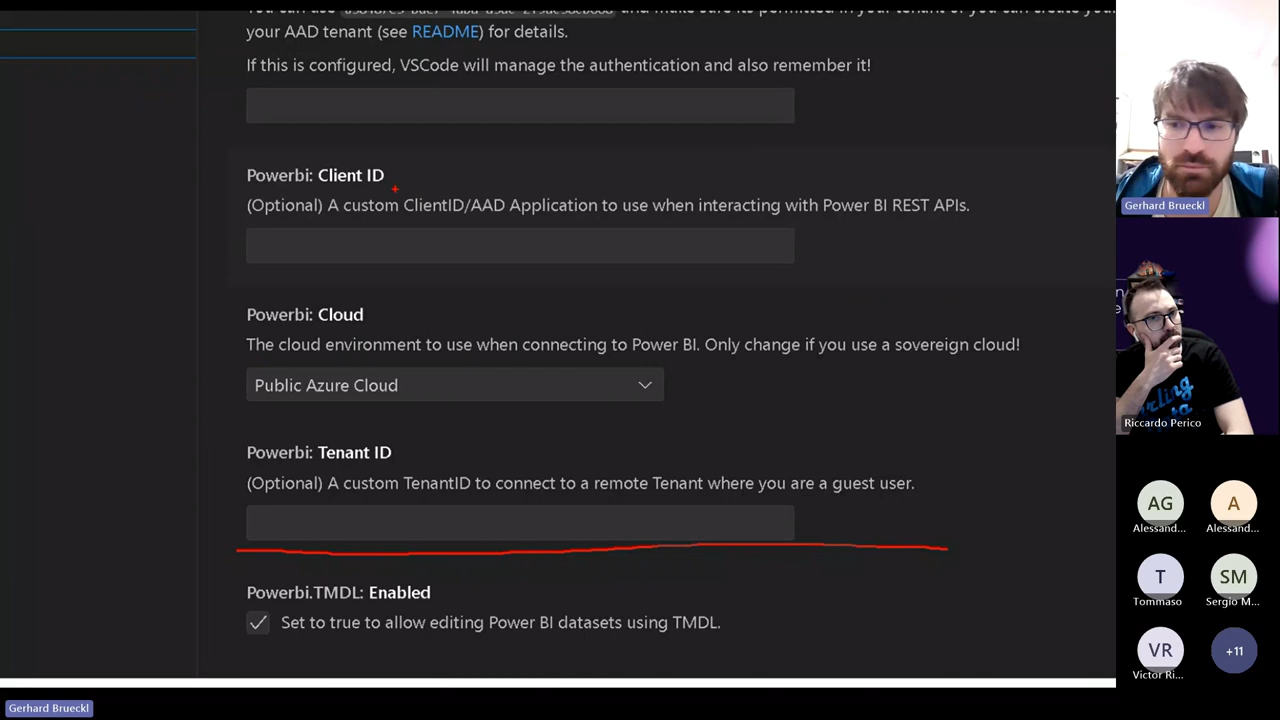 your AAD tenant (see README) for details.
If this is configured, VSCode will manage the authentication and also remember it!
Powerbi: Client ID
(Optional) A custom ClientID/AAD Application to use when interacting with Power BI REST APIs.
Powerbi: Cloud
The cloud environment to use when connecting to Power BI. Only change if you use a sovereign cloud!
Public Azure Cloud
Powerbi: Tenant ID
(Optional) A custom TenantID to connect to a remote Tenant where you are a guest user.
Powerbi.TMDL: Enabled
Set to true to allow editing Power BI datasets using TMDL.
Gerhard Brueckl
Riccardo Perico
AG
A
Alessand...
Alessand...
T
SM
Tommaso
Sergio M...
VR
+11
Victor Ri...
Gerhard Brueckl